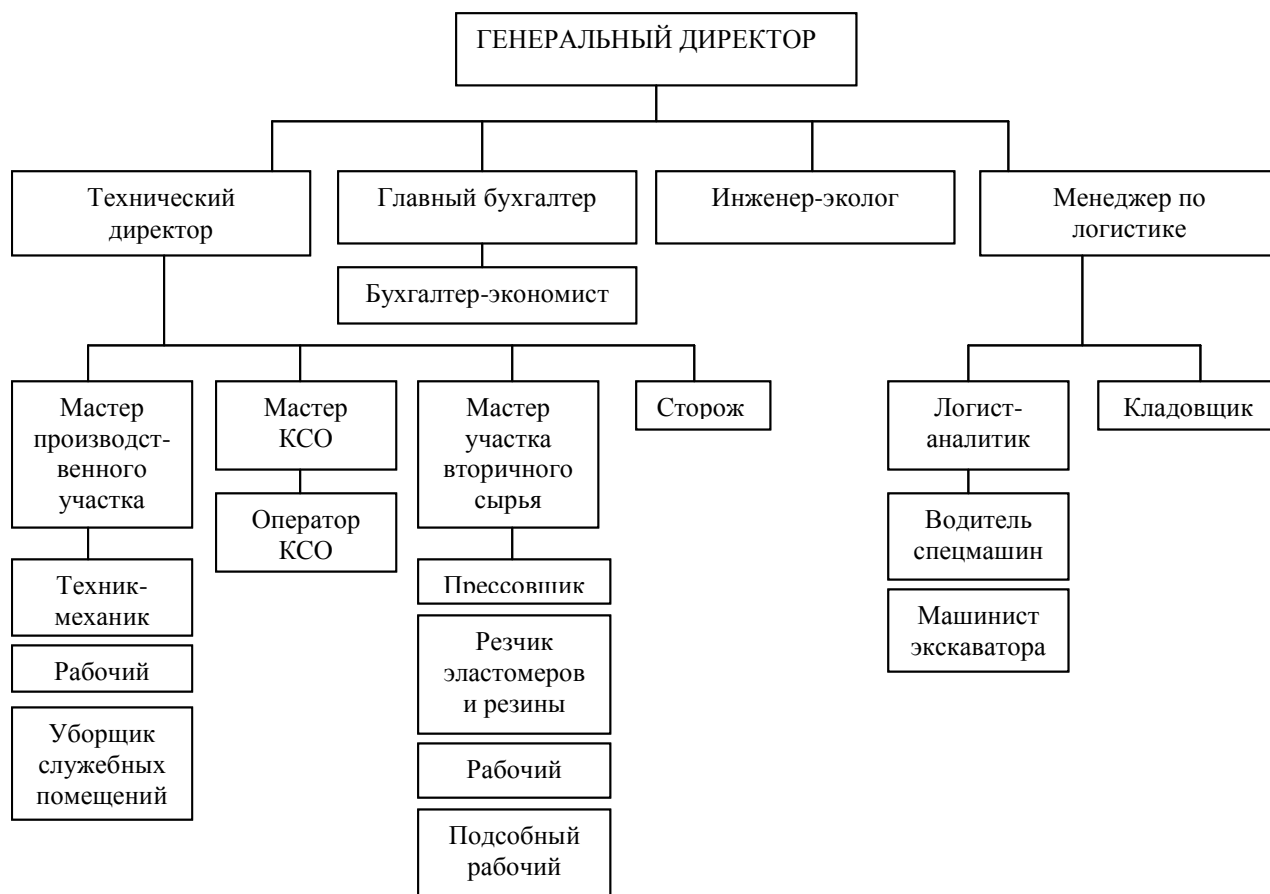 ГЕНЕРАЛЬНЫЙ ДИРЕКТОР
Технический
директор
Главный бухгалтер
Инженер-эколог
Менеджер по
логистике
Бухгалтер-экономист
Мастер
производст-
венного
участка
Мастер
КСО
Мастер
участка
вторичного
сырья
Сторож
Логист-
аналитик
Кладовщик
Техник-
механик
Рабочий
Уборщик
служебных
помещений
Оператор
КСО
Прессовщик
Резчик
эластомеров
и резины
Рабочий
Подсобный
рабочий
Водитель
спецмашин
Машинист
экскаватора